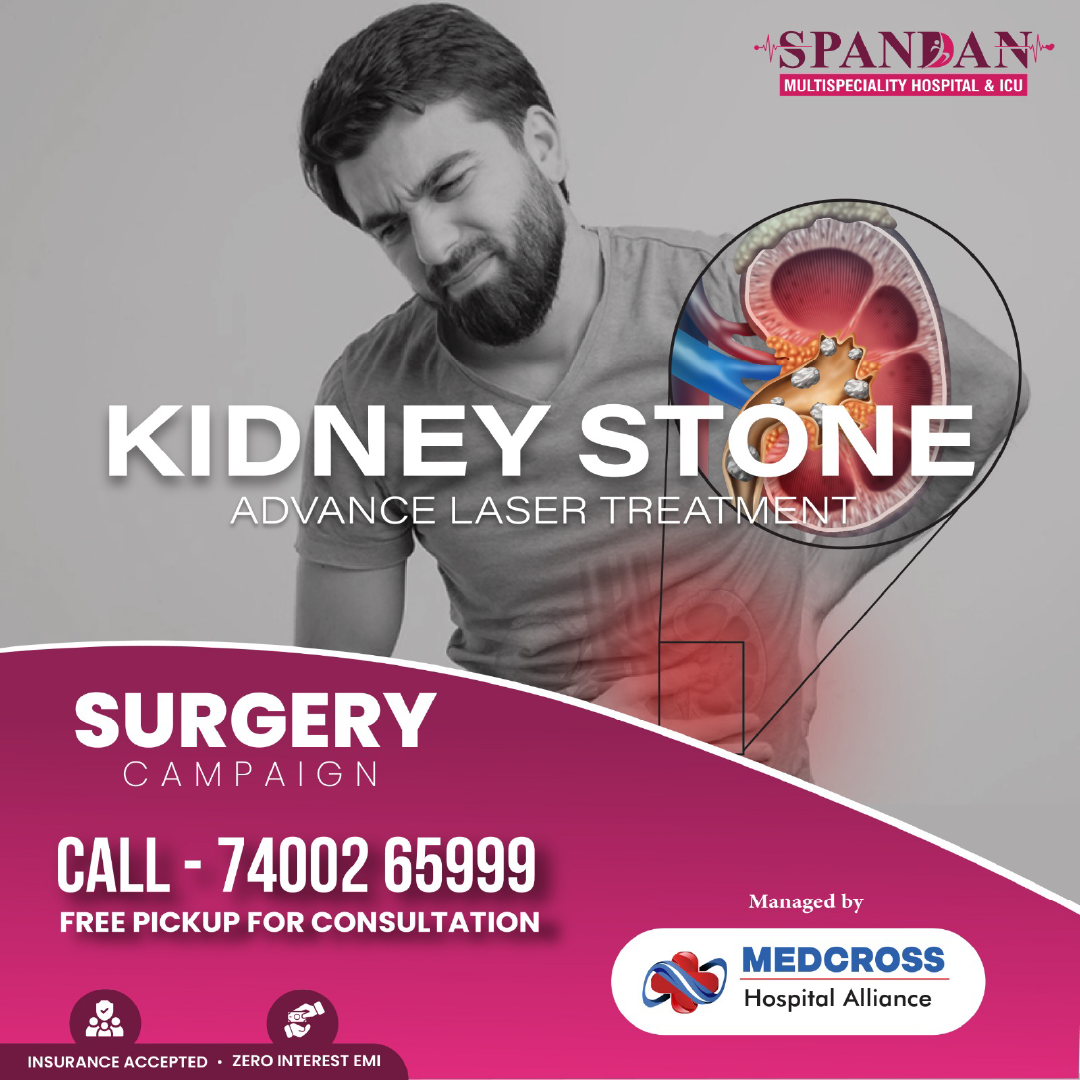 SPANDAN
MULTISPECIALITY HOSPITAL & ICU
KIDNEY STONE
ADVANCE LASER TREATMENT
SURGERY
CAMPAIGN
CALL - 74002 65999
FREE PICKUP FOR CONSULTATION
Managed by
MEDCROSS
Hospital Alliance
INSURANCE ACCEPTED • ZERO INTEREST EMI